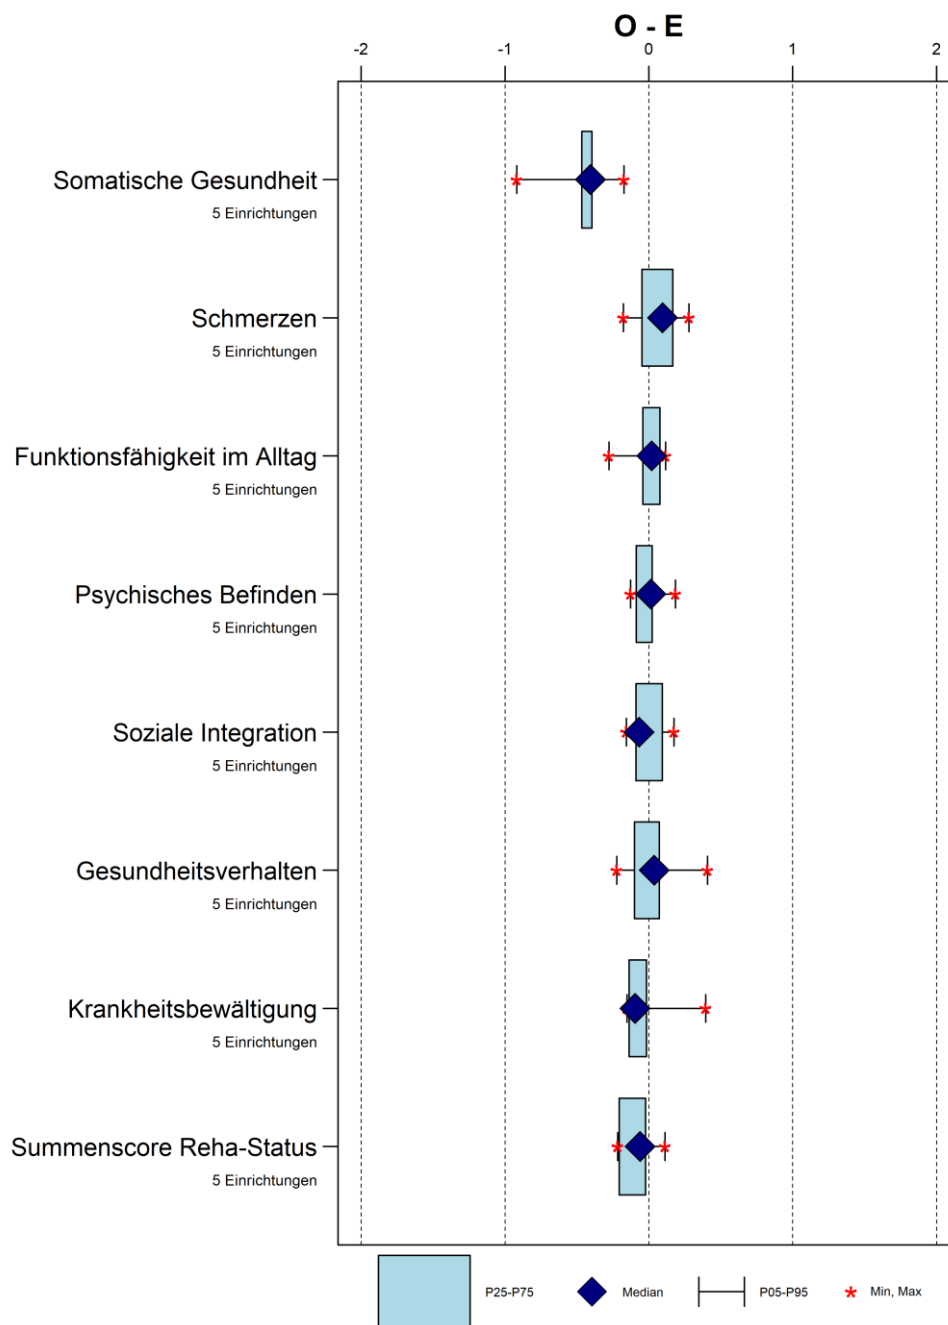 O - E
-2 -1 0 1 2
Somatische Gesundheit
5 Einrichtungen
Schmerzen
5 Einrichtungen
Funktionsfähigkeit im Alltag
5 Einrichtungen
Psychisches Befinden
5 Einrichtungen
Soziale Integration
5 Einrichtungen
Gesundheitsverhalten
5 Einrichtungen
Krankheitsbewältigung
5 Einrichtungen
Summenscore Reha-Status
5 Einrichtungen
P25-P75 Median P05-P95 Min, Max